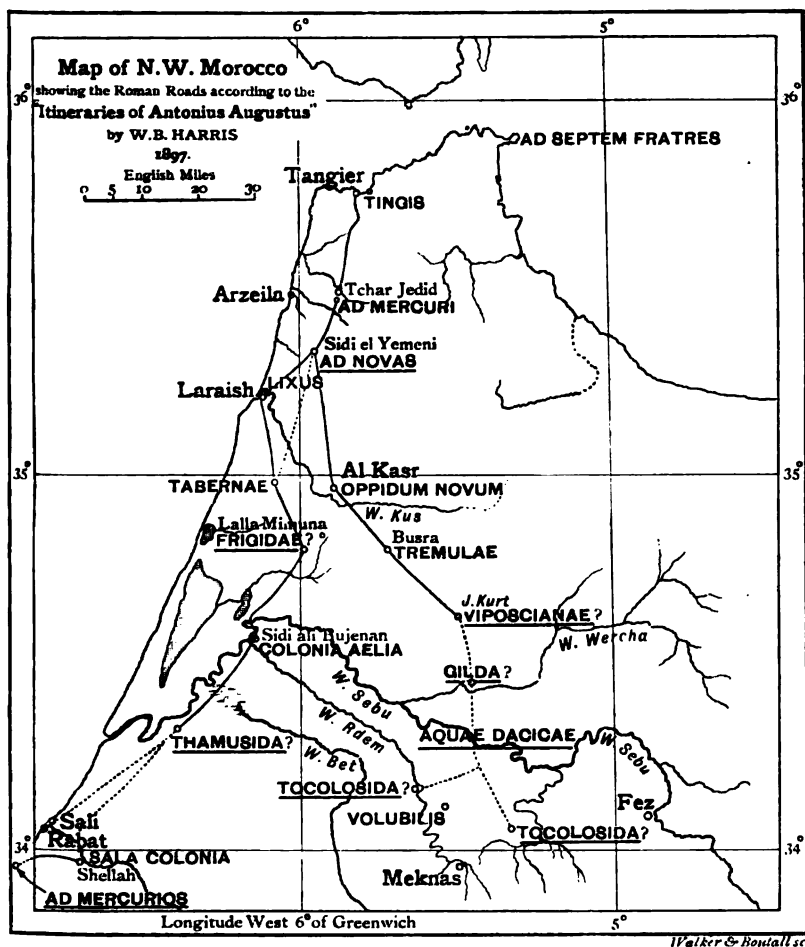 6° 5°
Map of N.W. Morocco
showing the Roman Roads according to the
"Itineraries of Antonius Augustus"
by W.B. HARRIS
1897.
English Miles
0 5 10 20 30
36° 36°
AD SEPTEM FRATRES
Tangier
TINGIS
Arzeila
Tchar Jedid
AD MERCURI
Sidi el Yemeni
AD NOVAS
Laraish
LIXUS
35° 35°
Al Kasr
TABERNAE
OPPIDUM NOVUM
W. Kus
Lalla Mimuna
FRIGIDAE?
Busra
TREMULAE
J. Kurt
VIPOSCIANAE?
Sidi ali Bujenan
COLONIA AELIA
W. Wercha
GILDA?
W. Sebu
W. Rdem
W. Bet
THAMUSIDA?
AQUAE DACICAE
W. Sebu
TOCOLOSIDA?
VOLUBILIS
Fez
TOCOLOSIDA?
Sali
Rabat
34° 34°
SALA COLONIA
Shellah
Meknas
AD MERCURIOS
Longitude West 6° of Greenwich 5°
Walker & Boutall sc